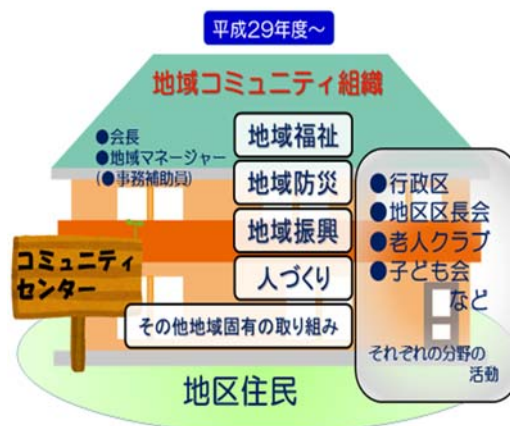 平成29年度～
地域コミュニティ組織
●会長
●地域マネージャー
(●事務補助員)
地域福祉
地域防災
地域振興
人づくり
その他地域固有の取り組み
●行政区
●地区区長会
●老人クラブ
●子ども会
など
それぞれの分野の
活動
コミュニティ
センター
地区住民